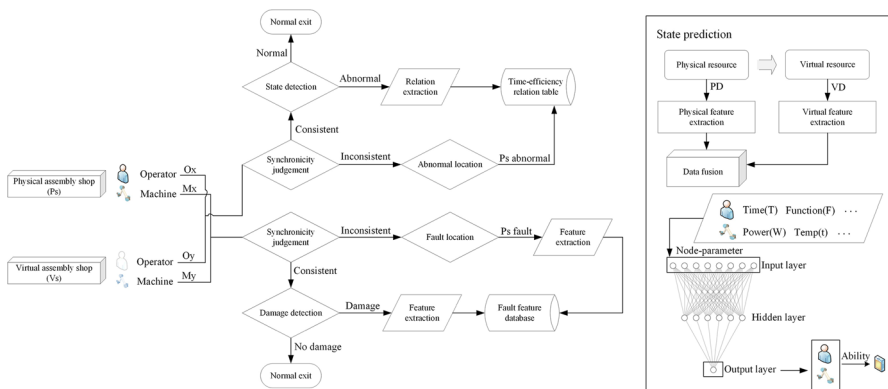 Normal exit
Normal
State detection
Abnormal
Relation
extraction
Time-efficiency
relation table
Consistent
Physical assembly shop
(Ps)
Operator
Ox
Machine
Mx
Synchronicity
judgement
Inconsistent
Abnormal location
Ps abnormal
Virtual assembly shop
(Vs)
Operator
Oy
Machine
My
Synchronicity
judgement
Inconsistent
Fault location
Ps fault
Feature
extraction
Consistent
Damage detection
Damage
Feature
extraction
Fault feature
database
No damage
Normal exit
State prediction
Physical resource
Virtual resource
PD
VD
Physical feature
extraction
Virtual feature
extraction
Data fusion
Time(T) Function(F) ···
Power(W) Temp(t) ···
Node-parameter
Input layer
Hidden layer
Output layer
Ability